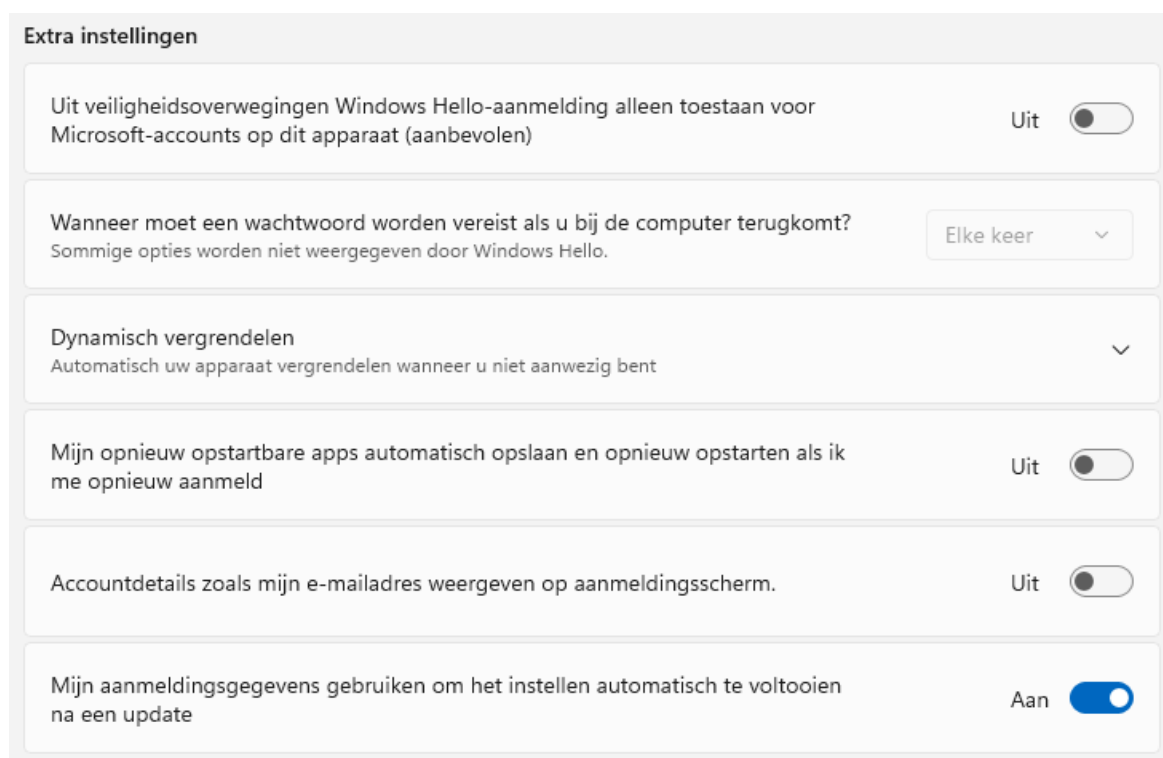 Extra instellingen
Uit veiligheidsoverwegingen Windows Hello-aanmelding alleen toestaan voor
Microsoft-accounts op dit apparaat (aanbevolen)
Uit
Wanneer moet een wachtwoord worden vereist als u bij de computer terugkomt?
Sommige opties worden niet weergegeven door Windows Hello.
Elke keer
Dynamisch vergrendelen
Automatisch uw apparaat vergrendelen wanneer u niet aanwezig bent
Mijn opnieuw opstartbare apps automatisch opslaan en opnieuw opstarten als ik
me opnieuw aanmeld
Uit
Accountdetails zoals mijn e-mailadres weergeven op aanmeldingsscherm.
Uit
Mijn aanmeldingsgegevens gebruiken om het instellen automatisch te voltooien
na een update
Aan